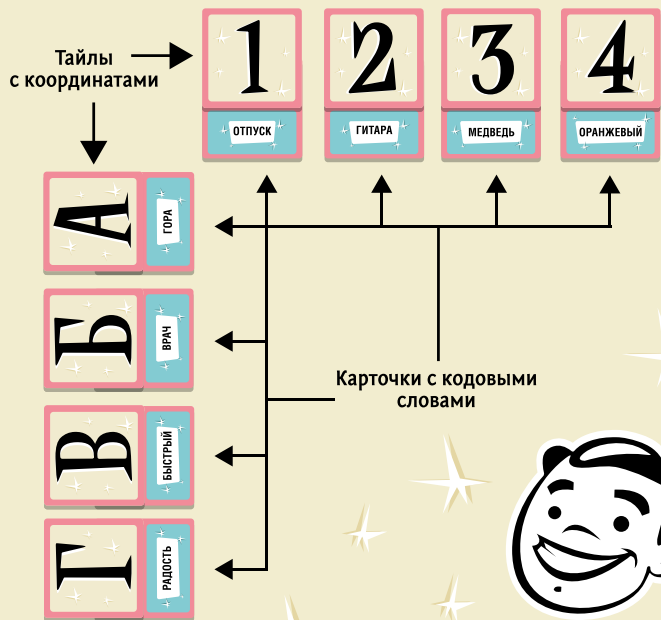 1 2 3 4
Тайлы
с координатами
ОТПУСК ГИТАРА МЕДВЕДЬ ОРАНЖЕВЫЙ
А ГОРА
Б ВРАЧ
Карточки с кодовыми
словами
В БЫСТРЫЙ
Г РАДОСТЬ